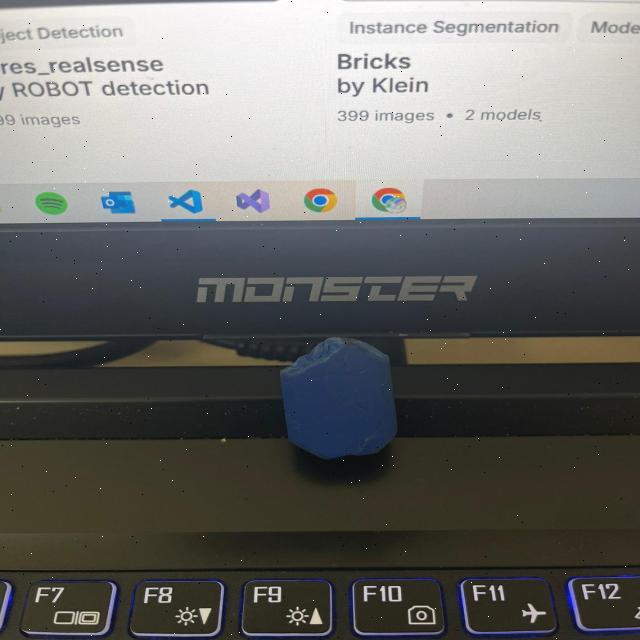 ject Detection
Instance Segmentation
Mode
res_realsense
Bricks
y ROBOT detection
by Klein
99 images
399 images • 2 models
MONSTER
F7
F8
F9
F10
F11
F12